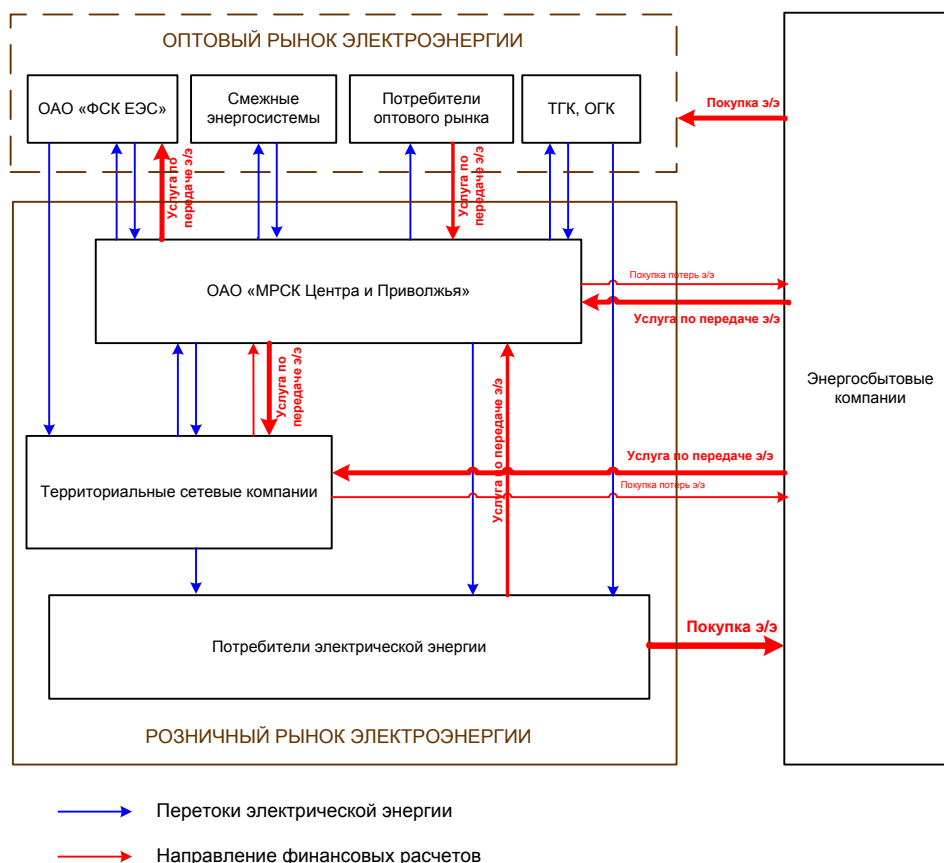 ОПТОВЫЙ РЫНОК ЭЛЕКТРОЭНЕРГИИ
ОАО «ФСК ЕЭС»
Смежные
энергосистемы
Потребители
оптового рынка
ТГК, ОГК
Покупка э/э
Услуга по
передаче э/э
Услуга по
передаче э/э
ОАО «МРСК Центра и Приволжья»
Покупка потерь э/э
Услуга по передаче э/э
Энергосбытовые
компании
Услуга по
передаче э/э
Услуга по передаче э/э
Территориальные сетевые компании
Услуга по передаче э/э
Покупка потерь э/э
Потребители электрической энергии
Покупка э/э
РОЗНИЧНЫЙ РЫНОК ЭЛЕКТРОЭНЕРГИИ
Перетоки электрической энергии
Направление финансовых расчетов